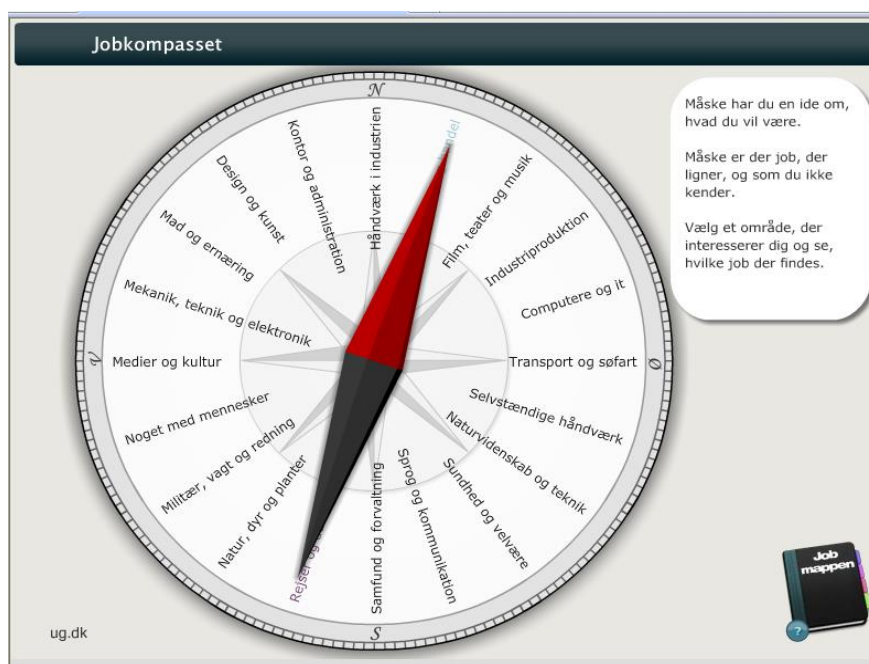 Jobkompasset
N
Håndværk i industrien
Film, teater og musik
Industriproduktion
Computere og it
Ø
Transport og søfart
Selvstændige håndværk
Naturvidenskab og teknik
Sundhed og velvære
Sprog og kommunikation
Samfund og forvaltning
S
Rejser og
Natur, dyr og planter
Militær, vagt og redning
Noget med mennesker
Medier og kultur
V
Mekanik, teknik og elektronik
Mad og ernæring
Design og kunst
Kontor og administration
Måske har du en ide om,
hvad du vil være.
Måske er der job, der
ligner, og som du ikke
kender.
Vælg et område, der
interesserer dig og se,
hvilke job der findes.
Job
mappen
?
ug.dk